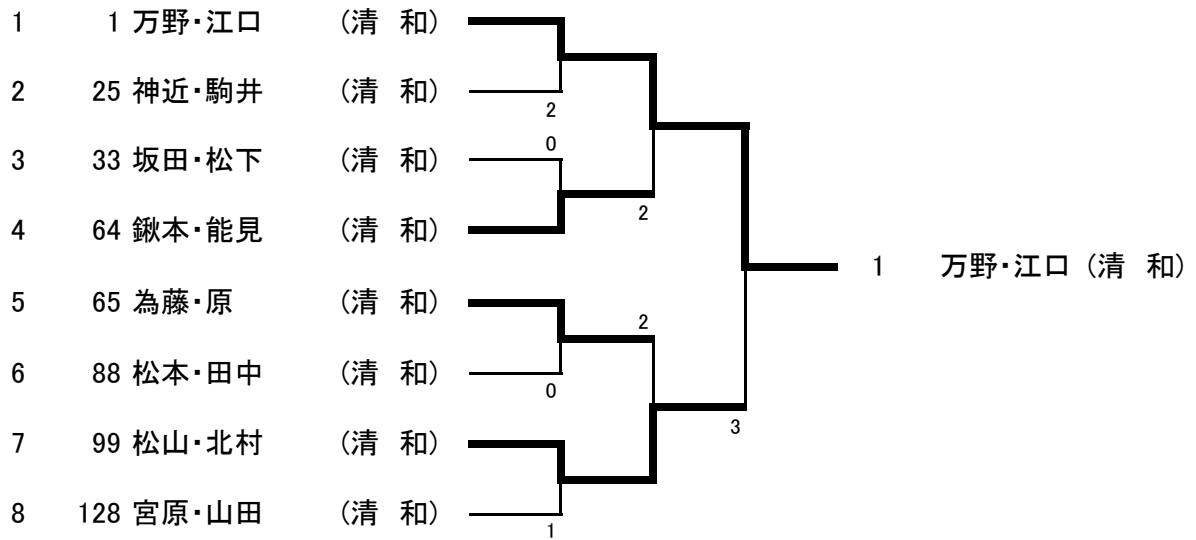 1 1 万野・江口 (清 和)
2 25 神近・駒井 (清 和)
2
0
3 33 坂田・松下 (清 和)
2
4 64 鍬本・能見 (清 和)
1 万野・江口 (清 和)
5 65 為藤・原 (清 和)
2
6 88 松本・田中 (清 和)
0
3
7 99 松山・北村 (清 和)
8 128 宮原・山田 (清 和)
1